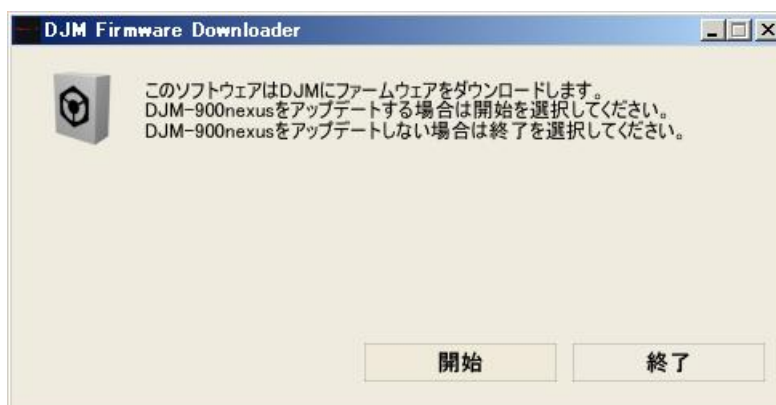 DJM Firmware Downloader
このソフトウェアはDJMにファームウェアをダウンロードします。
DJM-900nexusをアップデートする場合は開始を選択してください。
DJM-900nexusをアップデートしない場合は終了を選択してください。
開始
終了